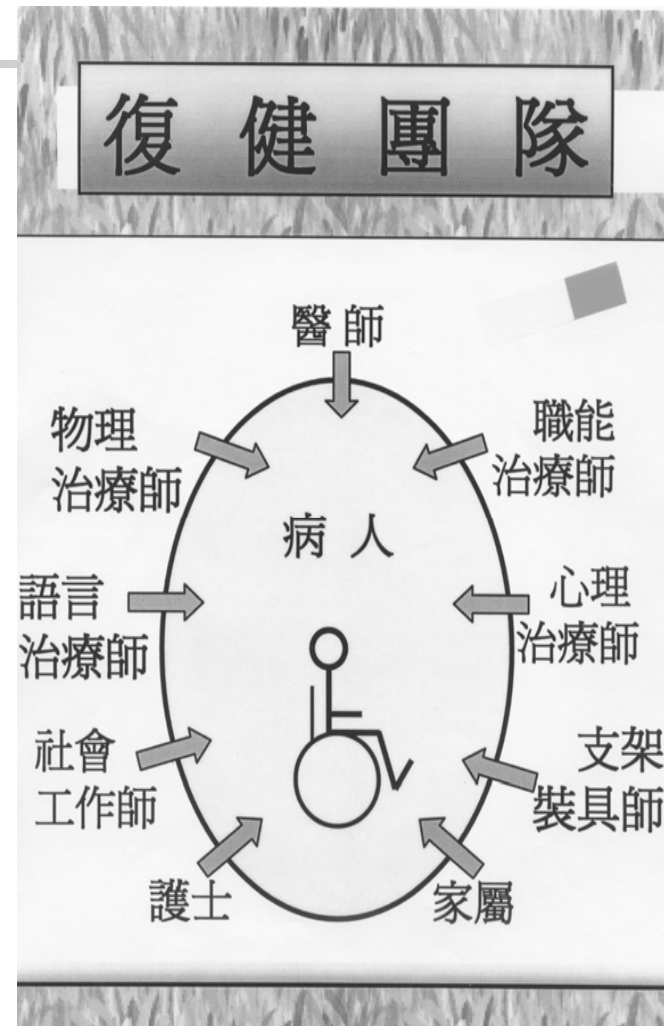 復健團隊
醫師
物理
治療師
職能
治療師
病人
語言
治療師
心理
治療師
社會
工作師
支架
裝具師
護士
家屬